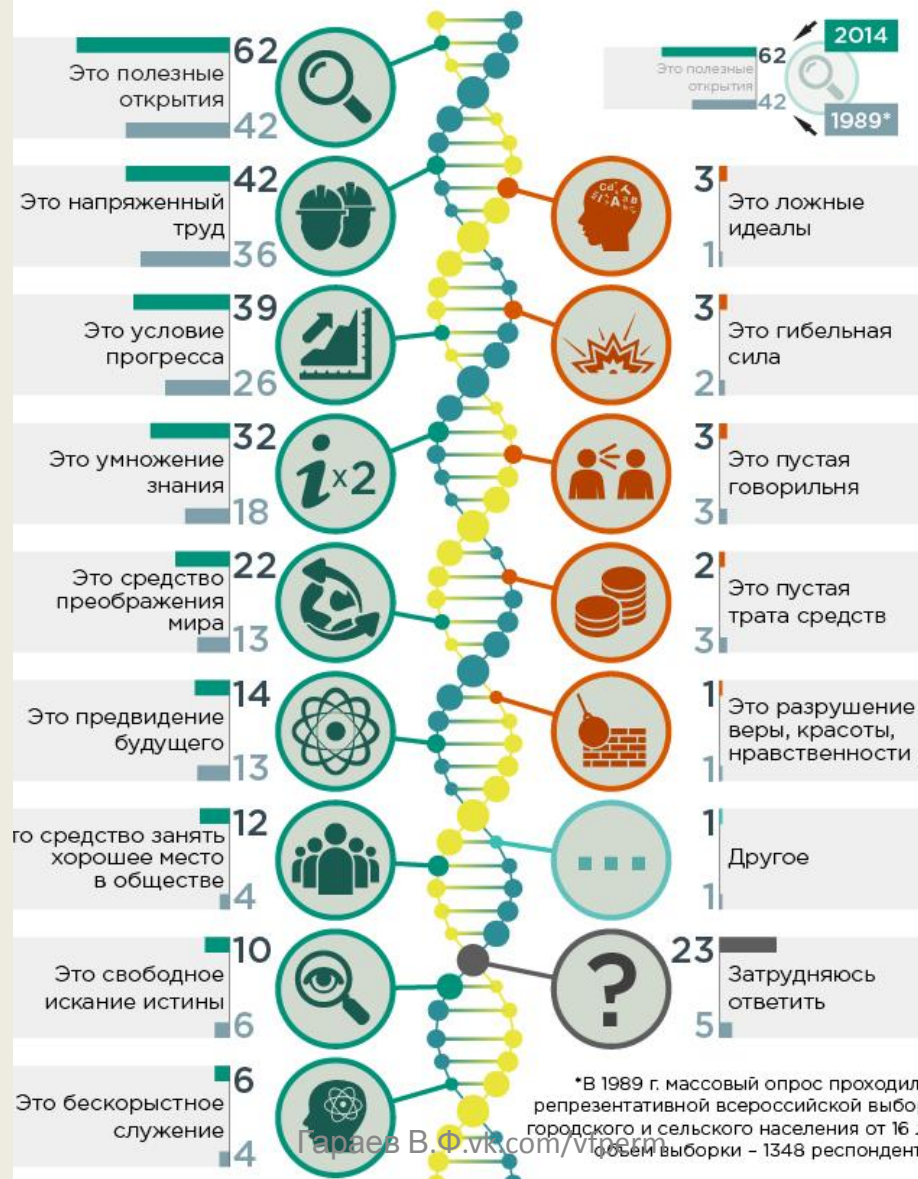 62
Это полезные
открытия
42
62
Это полезные
открытия
42
2014
1989*
42
Это напряженный
труд
36
3
Это ложные
идеалы
1
39
Это условие
прогресса
26
3
Это гибельная
сила
2
32
Это умножение
знания
18
i x2
3
Это пустая
говорильня
3
22
Это средство
преображения
мира
13
2
Это пустая
трата средств
3
14
Это предвидение
будущего
13
1
Это разрушение
веры, красоты,
нравственности
1
12
то средство занять
хорошее место
в обществе
4
...
1
Другое
1
10
Это свободное
искание истины
6
?
23
Затрудняюсь
ответить
5
6
Это бескорыстное
служение
4
*В 1989 г. массовый опрос проходил
репрезентативной всероссийской выбо
городского и сельского населения от 16
объем выборки – 1348 респондент
Гараев В.Ф.vk.com/vfperm